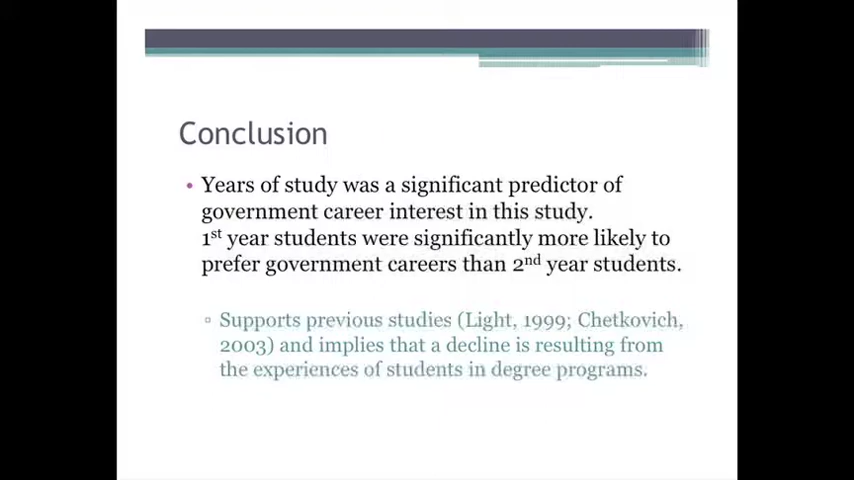 Conclusion
• Years of study was a significant predictor of
government career interest in this study.
1st year students were significantly more likely to
prefer government careers than 2nd year students.
▫ Supports previous studies (Light, 1999; Chetkovich,
2003) and implies that a decline is resulting from
the experiences of students in degree programs.